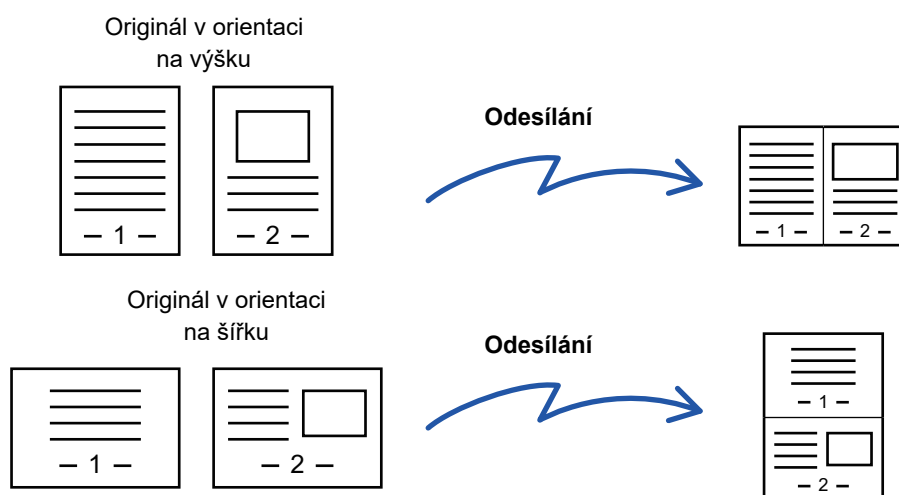 Originál v orientaci
na výšku
Odesílání
– 1 –
– 2 –
– 1 –
– 2 –
Originál v orientaci
na šířku
Odesílání
– 1 –
– 2 –
– 1 –
– 2 –